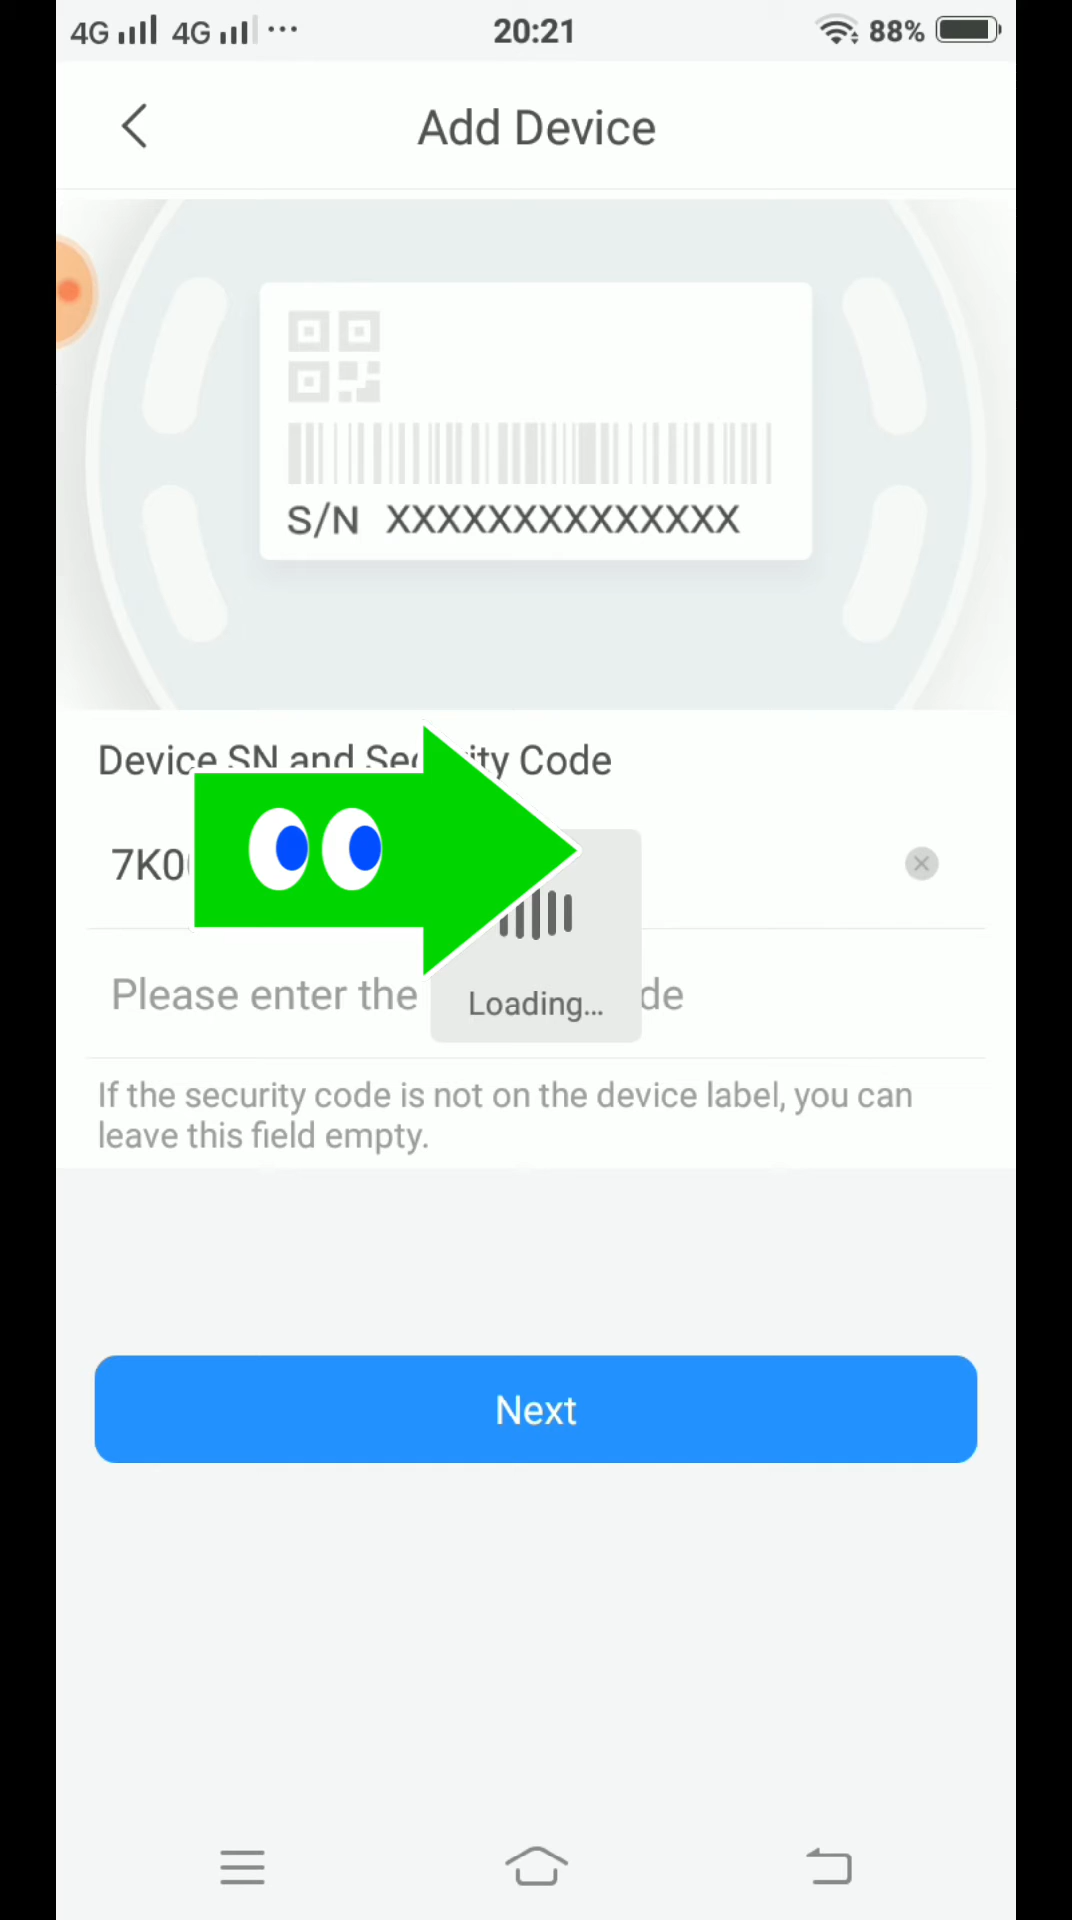 4G 4G ... 20:21 88%
Add Device
S/N XXXXXXXXXXXXXX
Device SN and Security Code
7K0
Please enter the de
Loading...
If the security code is not on the device label, you can
leave this field empty.
Next